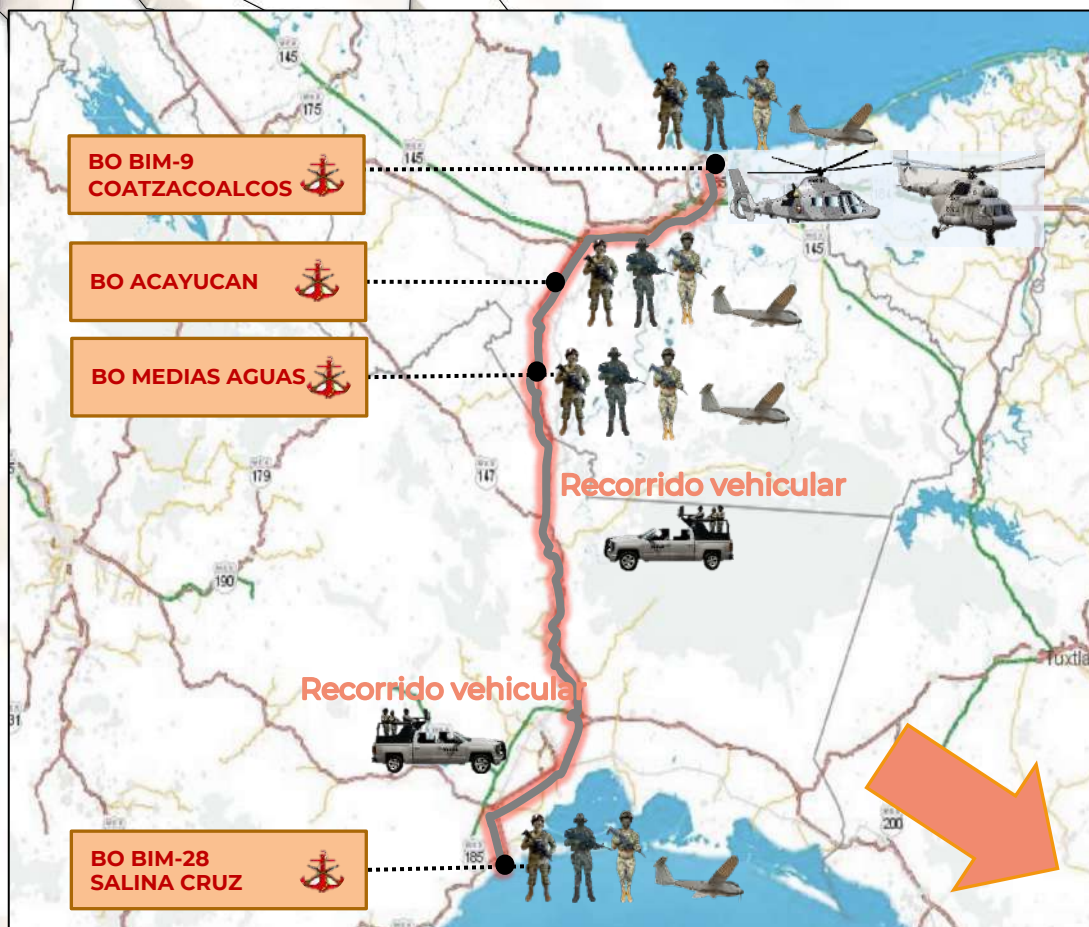 145
175
145
BO BIM-9
COATZACOALCOS
BO ACAYUCAN
145
BO MEDIAS AGUAS
179
147
Recorrido vehicular
190
Tuxtla
Recorrido vehicular
200
BO BIM-28
SALINA CRUZ
185